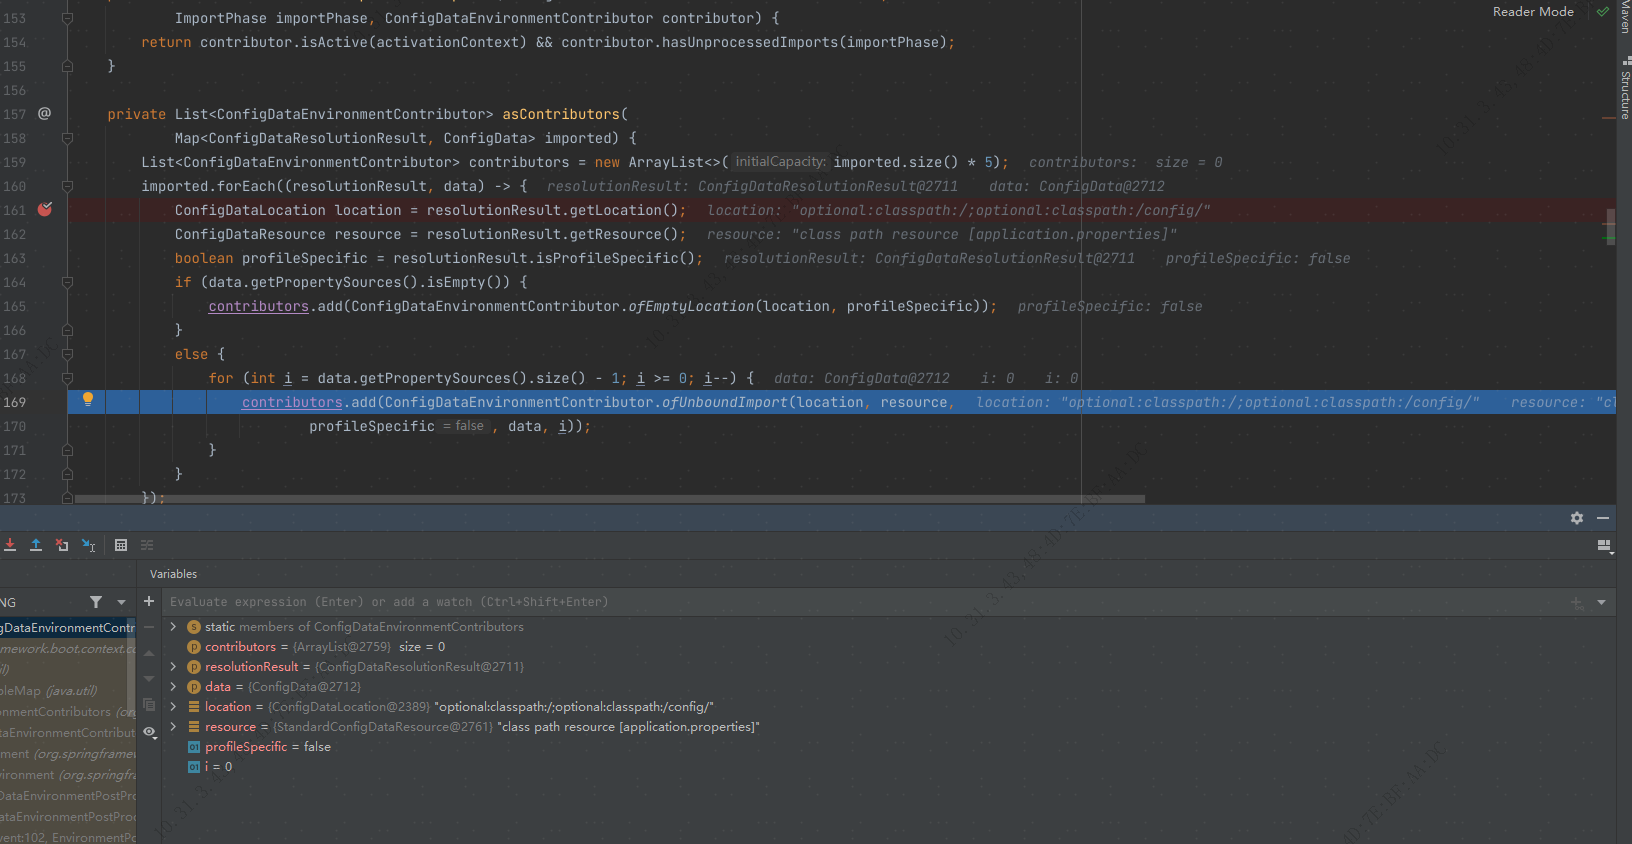 153 ImportPhase importPhase, ConfigDataEnvironmentContributor contributor) {
Reader Mode
Maven
154 return contributor.isActive(activationContext) && contributor.hasUnprocessedImports(importPhase);
155 }
156
Structure
157 @ private List<ConfigDataEnvironmentContributor> asContributors(
158 Map<ConfigDataResolutionResult, ConfigData> imported) {
159 List<ConfigDataEnvironmentContributor> contributors = new ArrayList<>( initialCapacity: imported.size() * 5); contributors: size = 0
160 imported.forEach((resolutionResult, data) -> { resolutionResult: ConfigDataResolutionResult@2711 data: ConfigData@2712
161 ConfigDataLocation location = resolutionResult.getLocation(); location: "optional:classpath:/;optional:classpath:/config/"
162 ConfigDataResource resource = resolutionResult.getResource(); resource: "class path resource [application.properties]"
163 boolean profileSpecific = resolutionResult.isProfileSpecific(); resolutionResult: ConfigDataResolutionResult@2711 profileSpecific: false
164 if (data.getPropertySources().isEmpty()) {
165 contributors.add(ConfigDataEnvironmentContributor.ofEmptyLocation(location, profileSpecific)); profileSpecific: false
166 }
167 else {
168 for (int i = data.getPropertySources().size() - 1; i >= 0; i--) { data: ConfigData@2712 i: 0 i: 0
169 contributors.add(ConfigDataEnvironmentContributor.ofUnboundImport(location, resource, location: "optional:classpath:/;optional:classpath:/config/" resource: "cl
170 profileSpecific = false , data, i));
171 }
172 }
173 });
Variables
NG
Evaluate expression (Enter) or add a watch (Ctrl+Shift+Enter)
gDataEnvironmentContr
static members of ConfigDataEnvironmentContributors
mework.boot.context.co
contributors = {ArrayList@2759} size = 0
il)
resolutionResult = {ConfigDataResolutionResult@2711}
bleMap (java.util)
data = {ConfigData@2712}
onmentContributors (org
location = {ConfigDataLocation@2389} "optional:classpath:/;optional:classpath:/config/"
taEnvironmentContribut
resource = {StandardConfigDataResource@2761} "class path resource [application.properties]"
ment (org.springframew
profileSpecific = false
vironment (org.springfra
i = 0
DataEnvironmentPostPro
ataEnvironmentPostProc
vent:102, EnvironmentPo